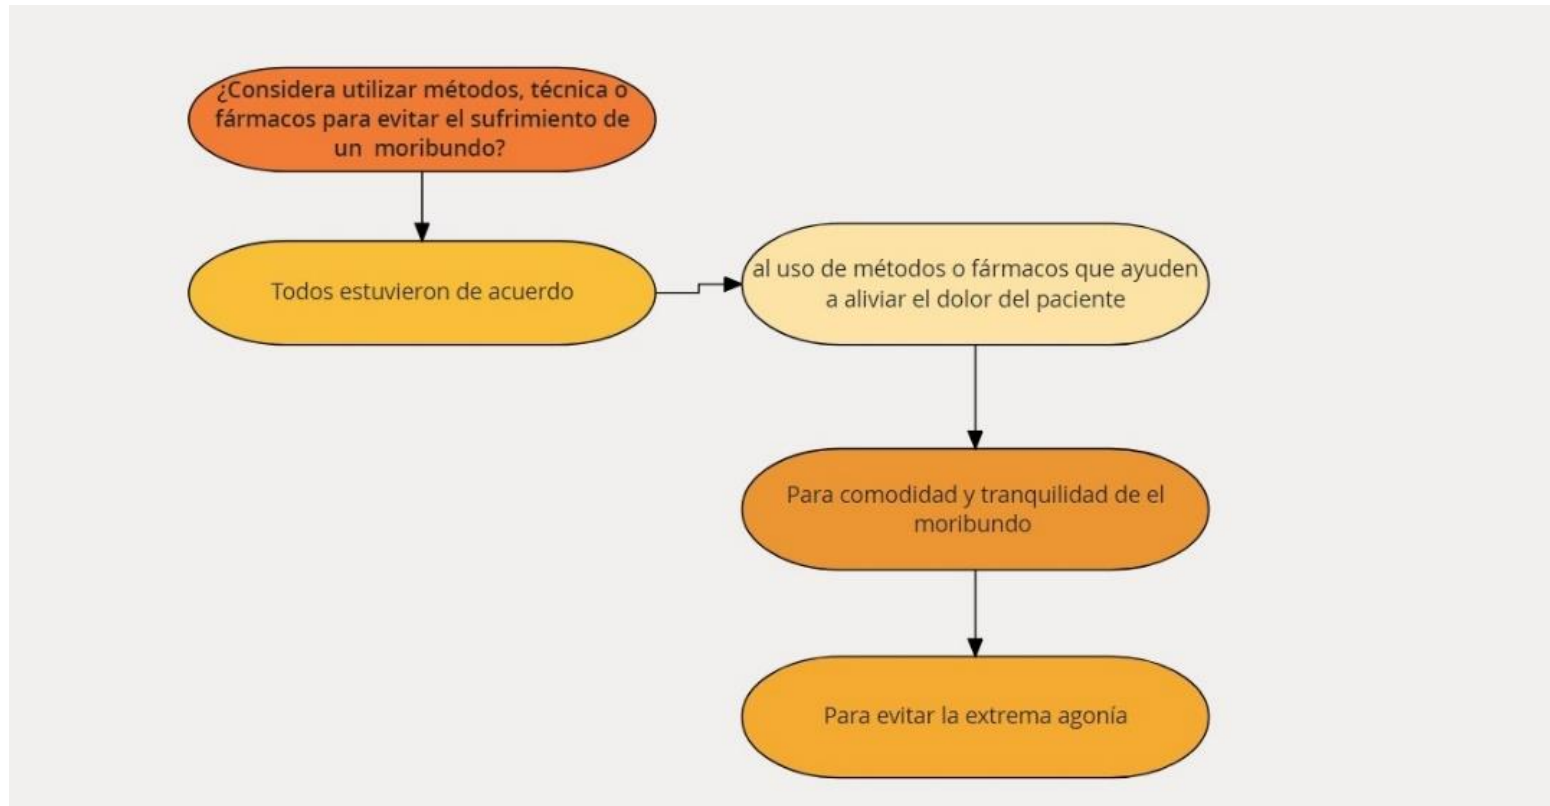 ¿Considera utilizar métodos, técnica o
fármacos para evitar el sufrimiento de
un moribundo?
Todos estuvieron de acuerdo
al uso de métodos o fármacos que ayuden
a aliviar el dolor del paciente
Para comodidad y tranquilidad de el
moribundo
Para evitar la extrema agonía